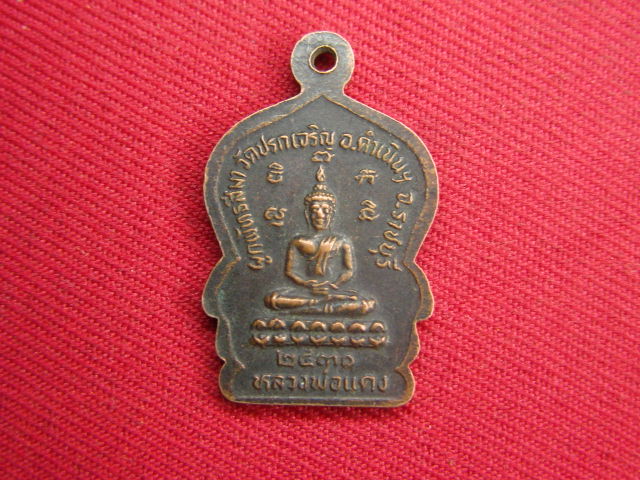 ผูกพัทธสีมา วัดปรกเจริญ อ.ดำเนินฯ จ.ราชบุรี
๒๕๓๐
หลวงพ่อแดง